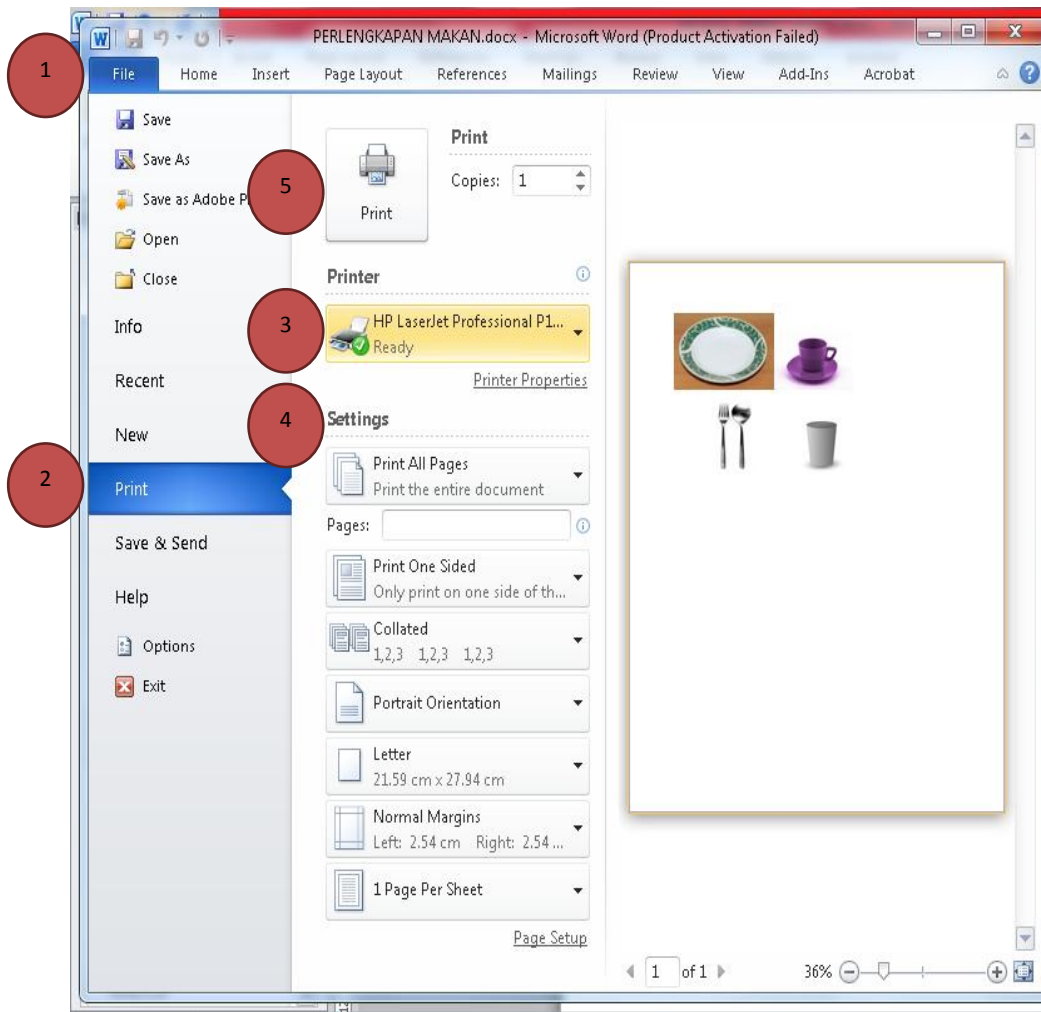 PERLENGKAPAN MAKAN.docx - Microsoft Word (Product Activation Failed)
1
File Home Insert Page Layout References Mailings Review View Add-Ins Acrobat
Save
Save As
Save as Adobe P
Open
Close
Info
Recent
New
2
Print
Save & Send
Help
Options
Exit
5
Print
Print
Copies: 1
Printer
3
HP LaserJet Professional P1...
Ready
Printer Properties
4
Settings
Print All Pages
Print the entire document
Pages:
Print One Sided
Only print on one side of th...
Collated
1,2,3 1,2,3 1,2,3
Portrait Orientation
Letter
21.59 cm x 27.94 cm
Normal Margins
Left: 2.54 cm Right: 2.54 ...
1 Page Per Sheet
Page Setup
1 of 1
36%